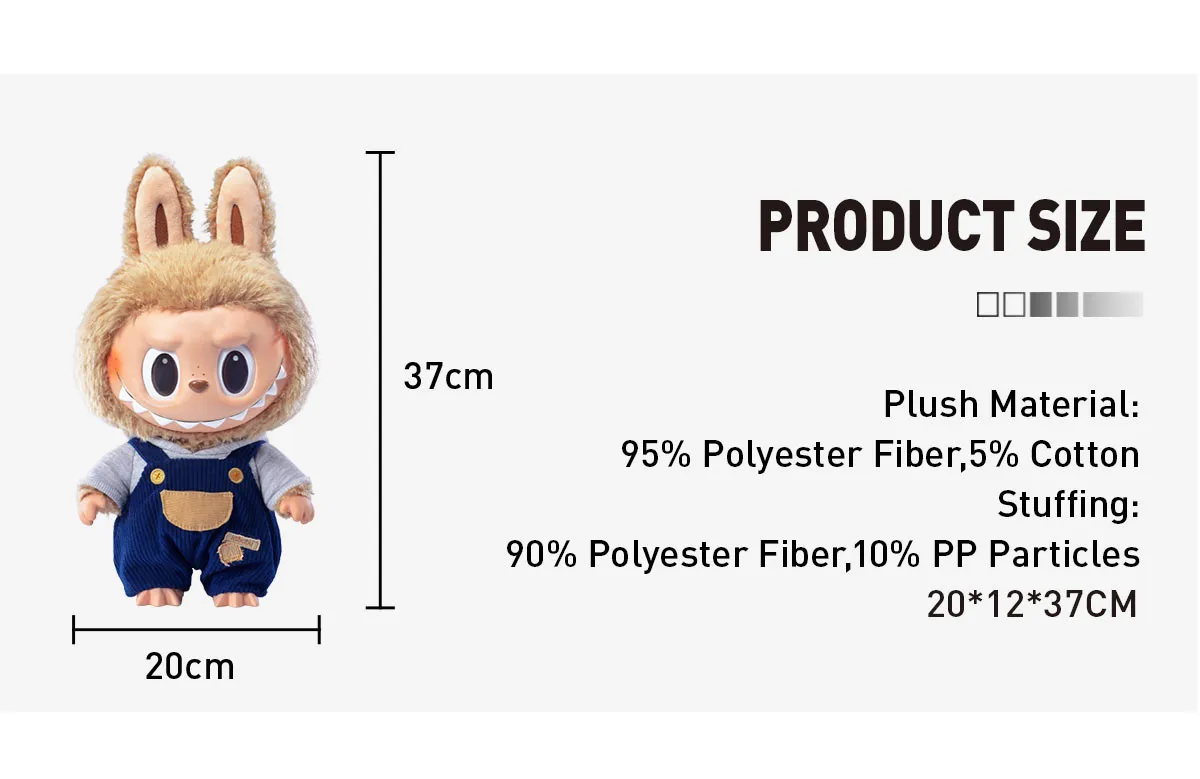 PRODUCT SIZE
37cm
Plush Material:
95% Polyester Fiber,5% Cotton
Stuffing:
90% Polyester Fiber,10% PP Particles
20*12*37CM
20cm